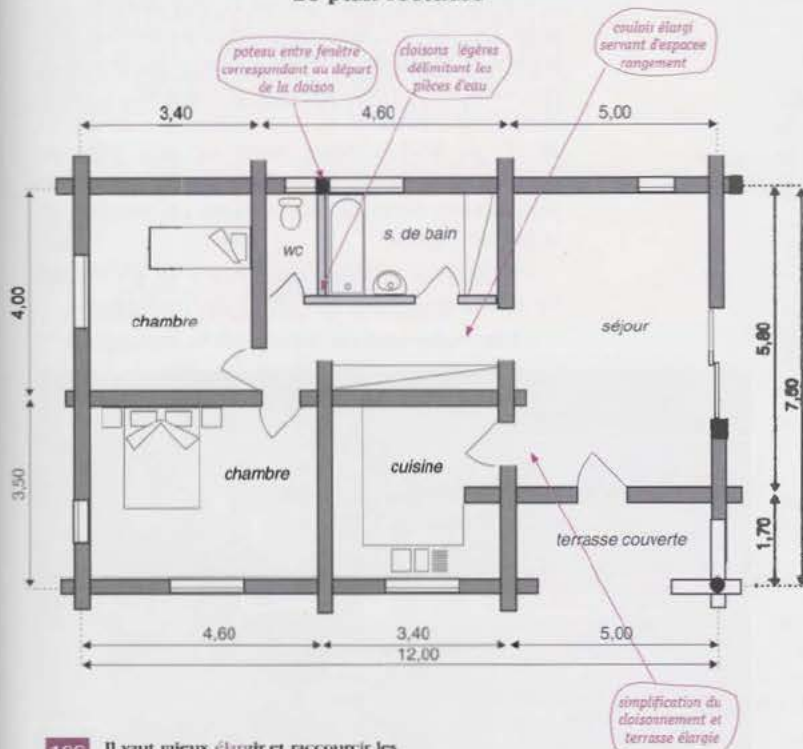 poteau entre fenêtre
correspondant au départ
de la cloison
cloisons légères
délimitant les
pièces d'eau
couloir élargi
servant d'espacee
rangement
3,40
4,60
5,00
wc
s. de bain
4,00
chambre
séjour
5,80
7,60
3,50
chambre
cuisine
terrasse couverte
1,70
4,60
3,40
5,00
12,00
simplification du
cloisonnement et
terrasse élargie
Il vaut mieux élargir et raccourcir les